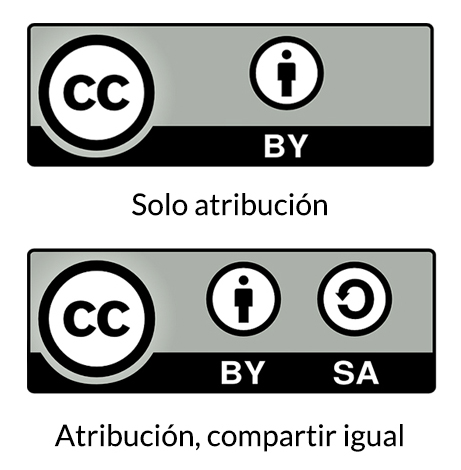 CC
BY
Solo atribución
CC
BY SA
Atribución, compartir igual